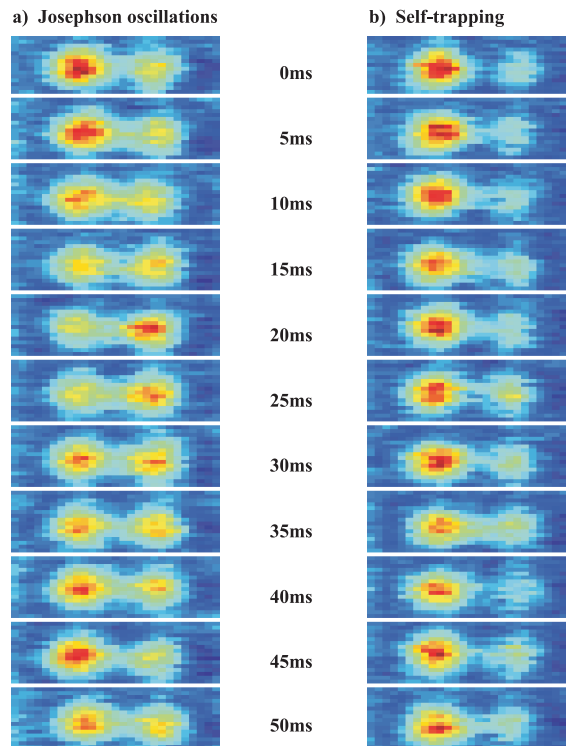 a) Josephson oscillations
b) Self-trapping
0ms
5ms
10ms
15ms
20ms
25ms
30ms
35ms
40ms
45ms
50ms